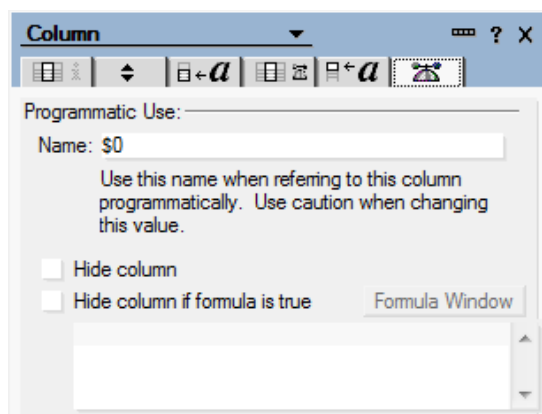 Column
? X
a a
Programmatic Use:
Name: $0
Use this name when referring to this column
programmatically. Use caution when changing
this value.
Hide column
Hide column if formula is true Formula Window